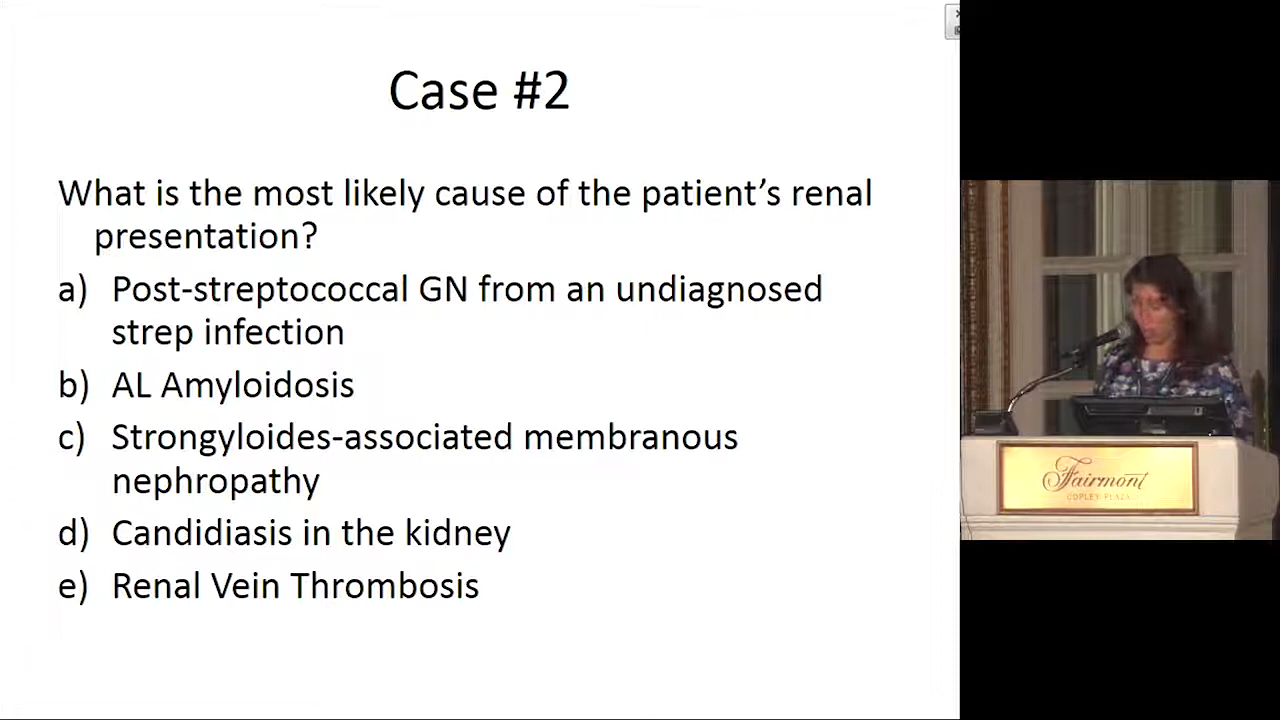 Case #2
What is the most likely cause of the patient’s renal
presentation?
a) Post-streptococcal GN from an undiagnosed
strep infection
b) AL Amyloidosis
c) Strongyloides-associated membranous
nephropathy
d) Candidiasis in the kidney
e) Renal Vein Thrombosis
Fairmont
COPLEY PLAZA